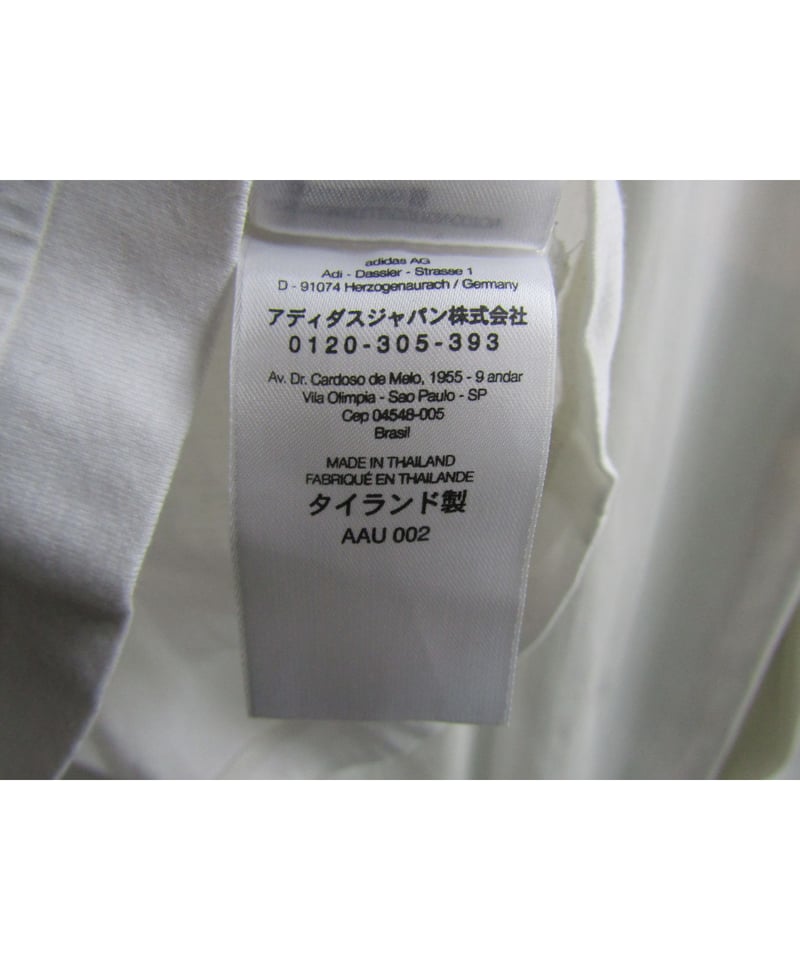 adidas AG
Adi - Dassler - Strasse 1
D - 91074 Herzogenaurach / Germany
アディダスジャパン株式会社
0120-305-393
Av. Dr. Cardoso de Melo, 1955 - 9 andar
Vila Olimpia - Sao Paulo - SP
Cep 04548-005
Brasil
MADE IN THAILAND
FABRIQUÉ EN THAILANDE
タイランド製
AAU 002